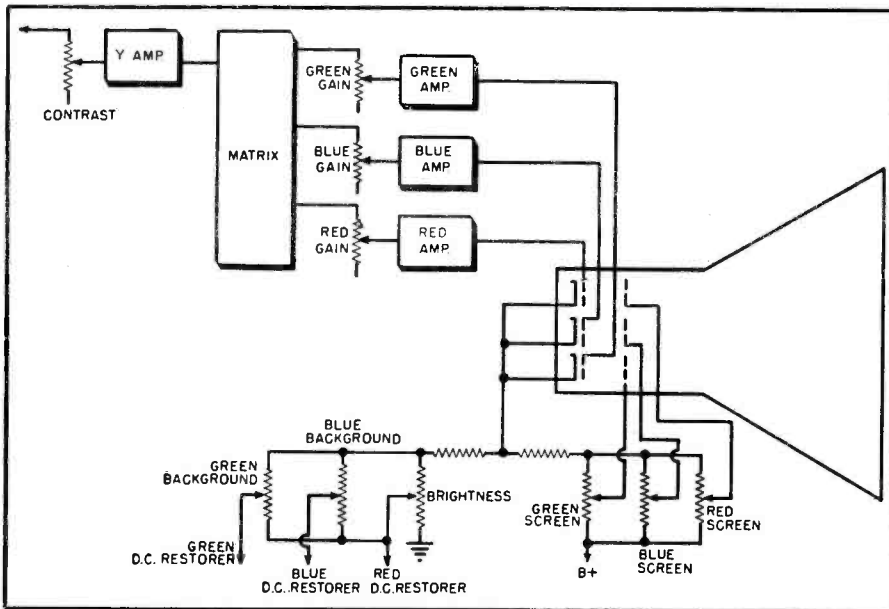 Y AMP.
CONTRAST
MATRIX
GREEN
GAIN
GREEN
AMP.
BLUE
GAIN
BLUE
AMP.
RED
GAIN
RED
AMP.
BLUE
BACKGROUND
GREEN
BACKGROUND
BRIGHTNESS
GREEN
SCREEN
RED
SCREEN
BLUE
SCREEN
B+
GREEN
D.C. RESTORER
BLUE
D.C. RESTORER
RED
D.C. RESTORER